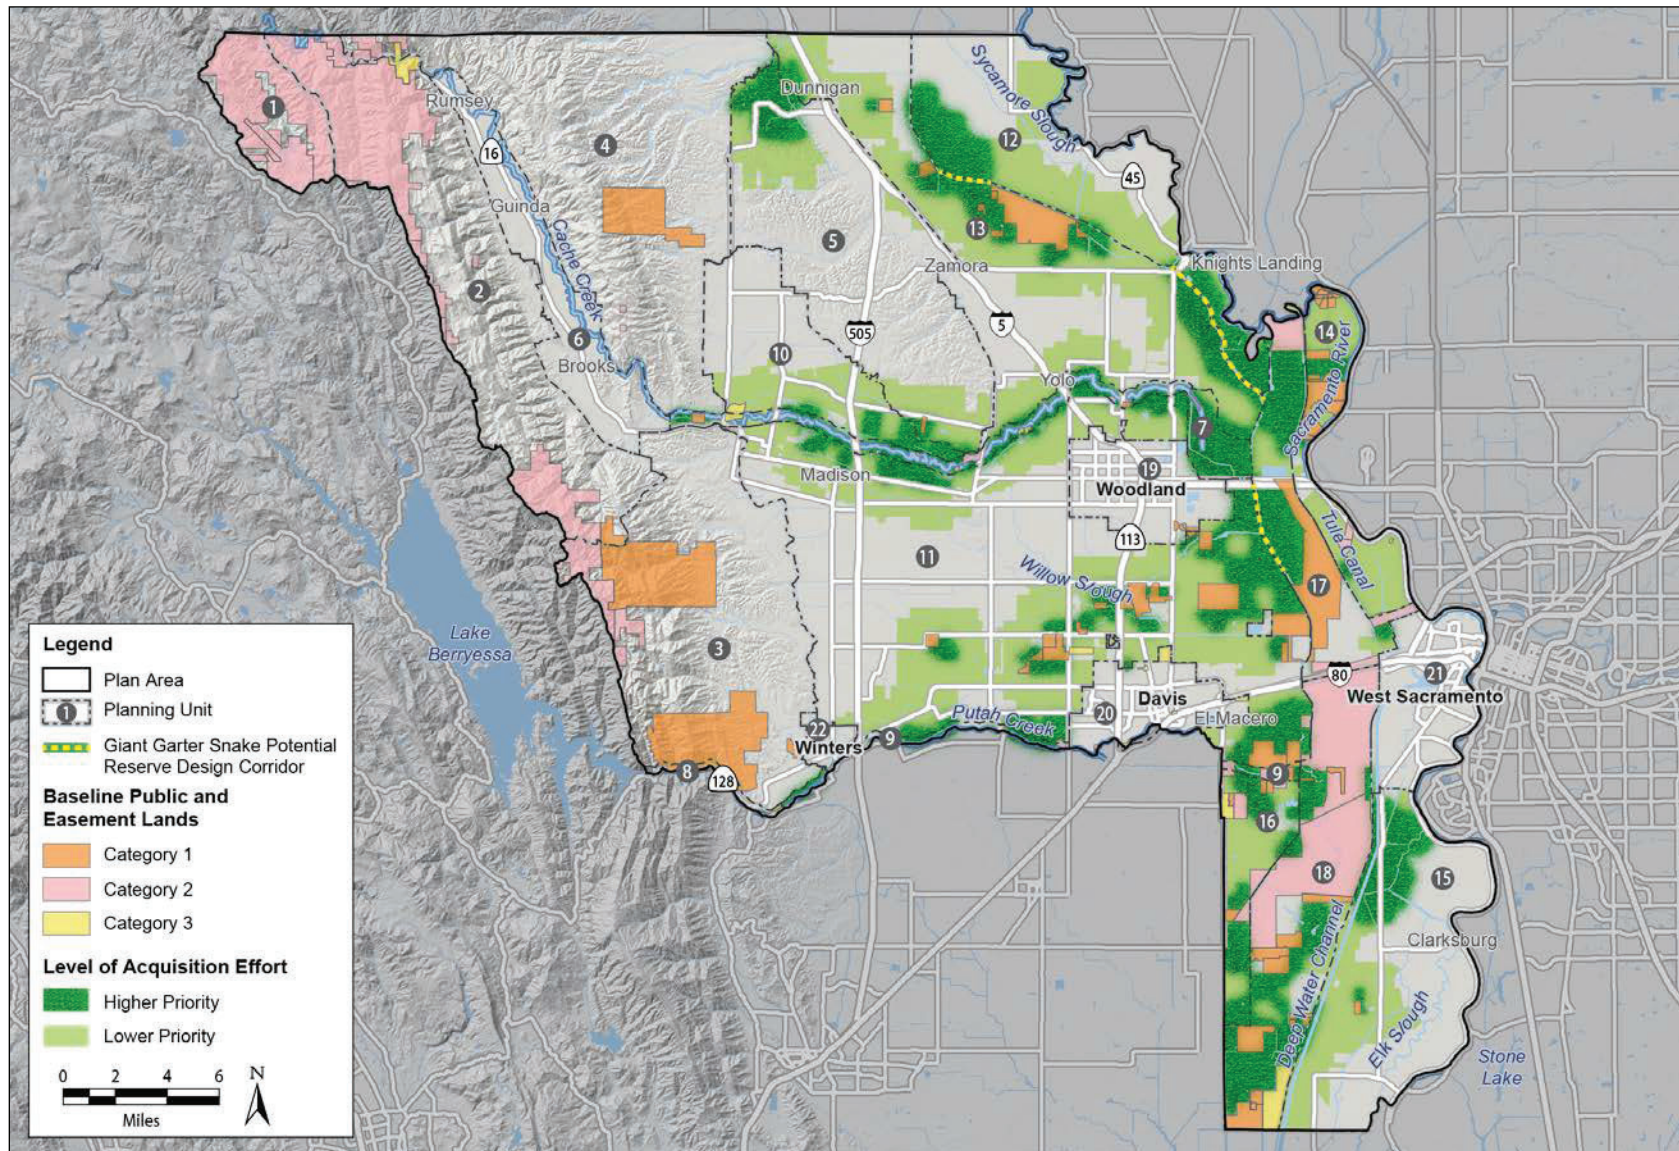 Legend
Plan Area
1
Planning Unit
Giant Garter Snake Potential
Reserve Design Corridor
Baseline Public and
Easement Lands
Category 1
Category 2
Category 3
Level of Acquisition Effort
Higher Priority
Lower Priority
0 2 4 6
Miles
N
1
Rumsey
16
4
Dunnigan
Sycamore Slough
12
45
Guinda
Cache Creek
2
5
13
Zamora
Knights Landing
6
Brooks
10
505
5
14
Sacramento River
Yolo
7
Madison
19
Woodland
113
Tule Canal
11
Willow Slough
17
Lake
Berryessa
3
80
21
West Sacramento
Davis
20
El Macero
Putah Creek
22
Winters
9
8
128
9
16
18
15
Deep Water Channel
Clarksburg
Elk Slough
Stone
Lake